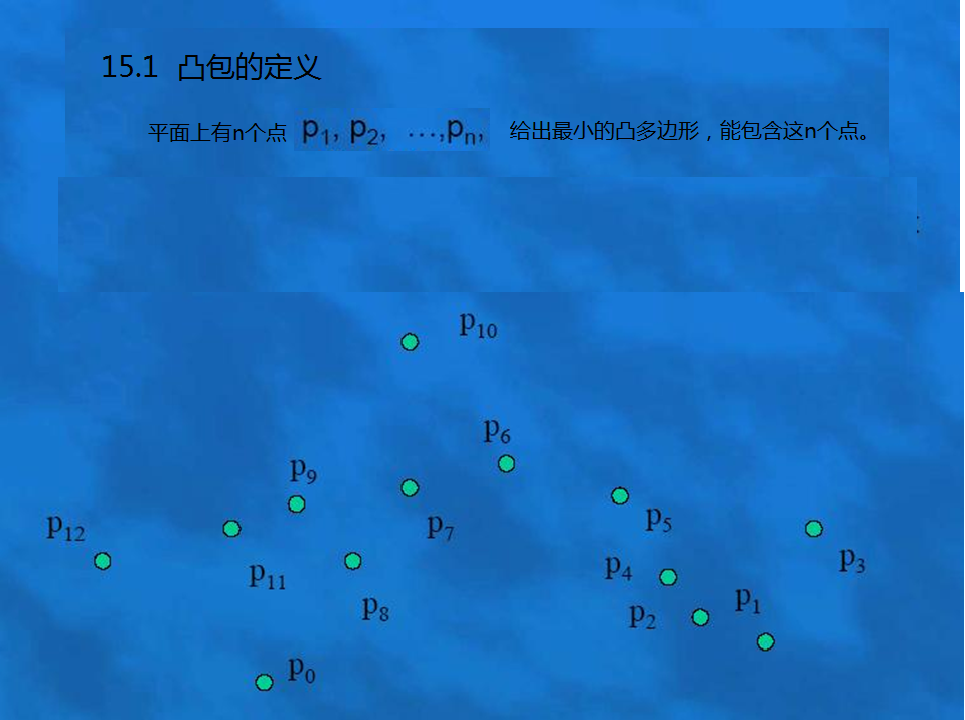 15.1 凸包的定义
平面上有n个点 p1, p2, …,pn, 给出最小的凸多边形，能包含这n个点。
p10
p6
p9
p12
p7
p5
p11
p4
p3
p8
p2
p1
p0